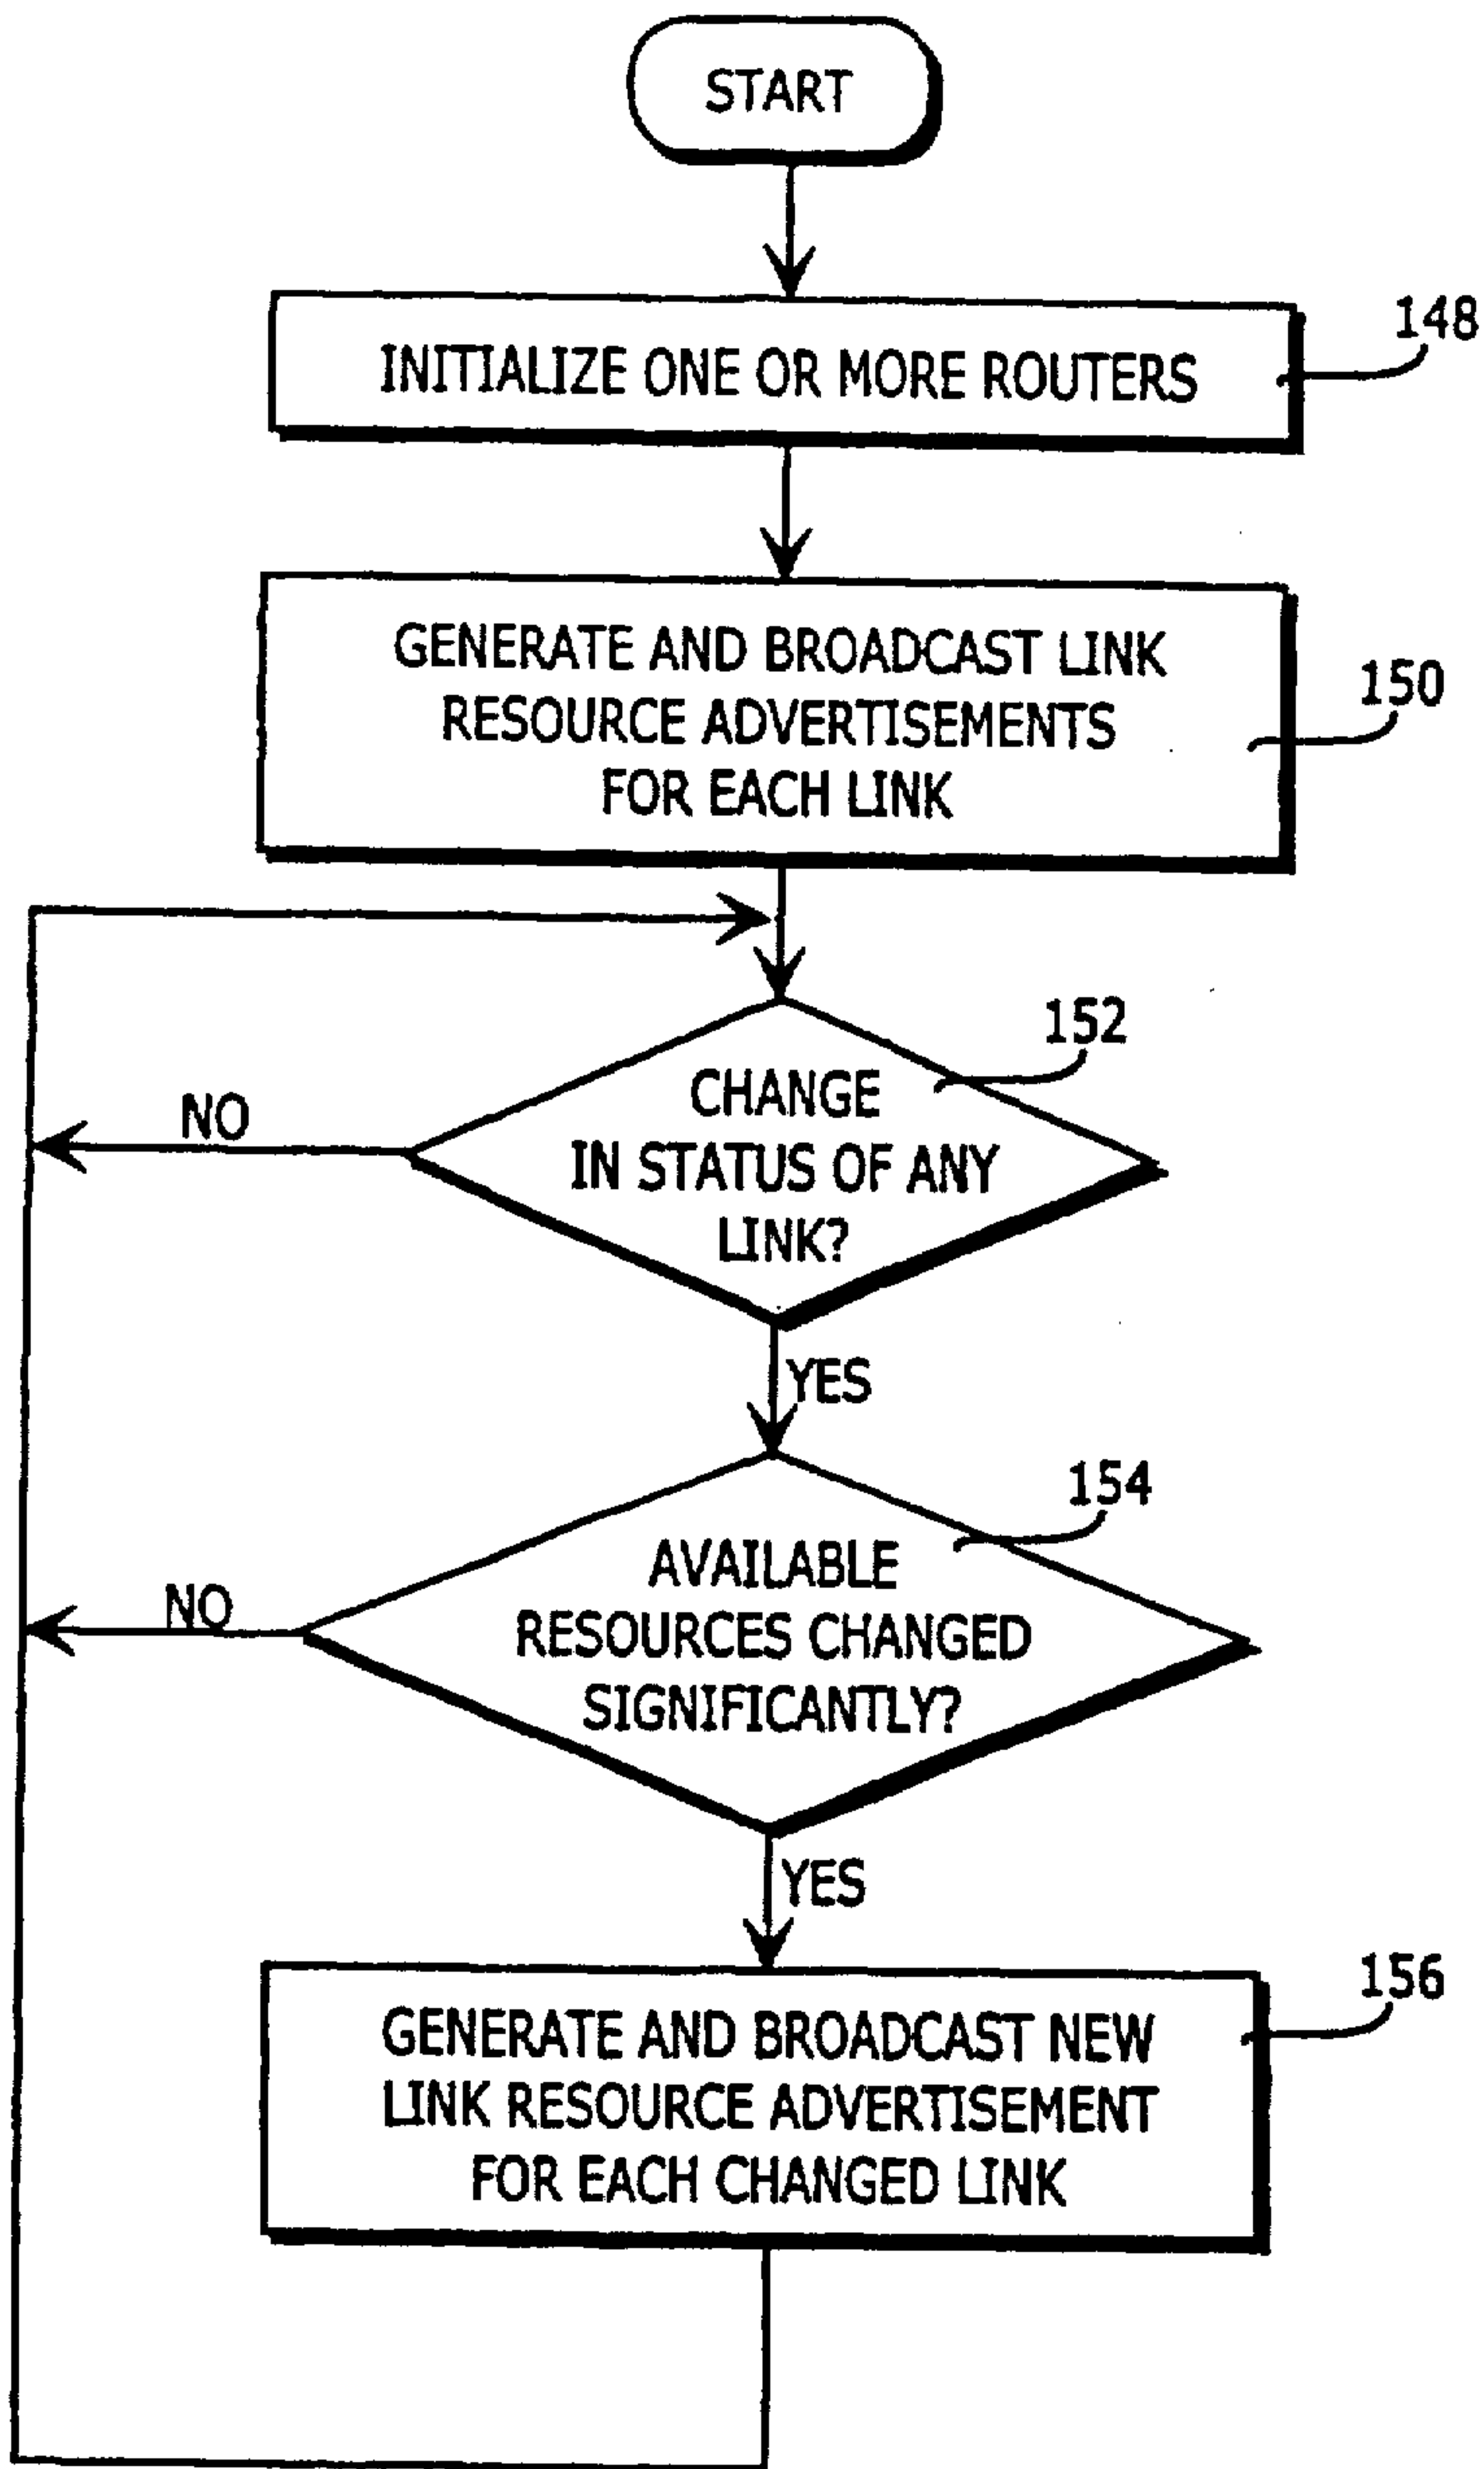 START
INITIALIZE ONE OR MORE ROUTERS
148
GENERATE AND BROADCAST LINK
RESOURCE ADVERTISEMENTS
FOR EACH LINK
150
152
CHANGE
IN STATUS OF ANY
LINK?
NO
YES
154
AVAILABLE
RESOURCES CHANGED
SIGNIFICANTLY?
NO
YES
156
GENERATE AND BROADCAST NEW
LINK RESOURCE ADVERTISEMENT
FOR EACH CHANGED LINK